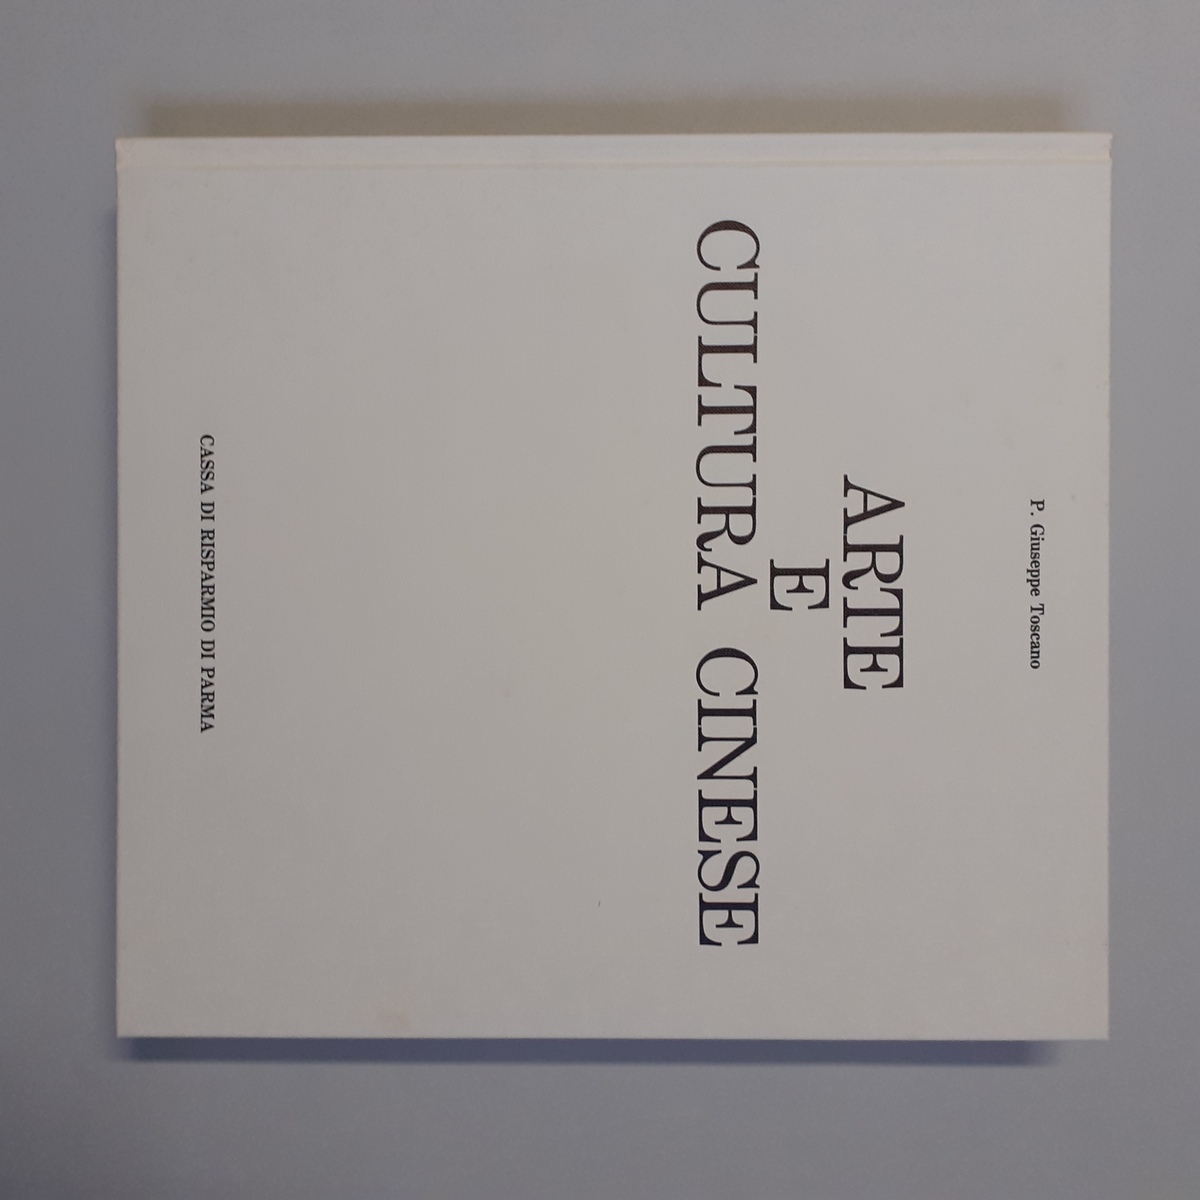 P. Giuseppe Toscano
ARTE
E
CULTURA CINESE
CASSA DI RISPARMIO DI PARMA